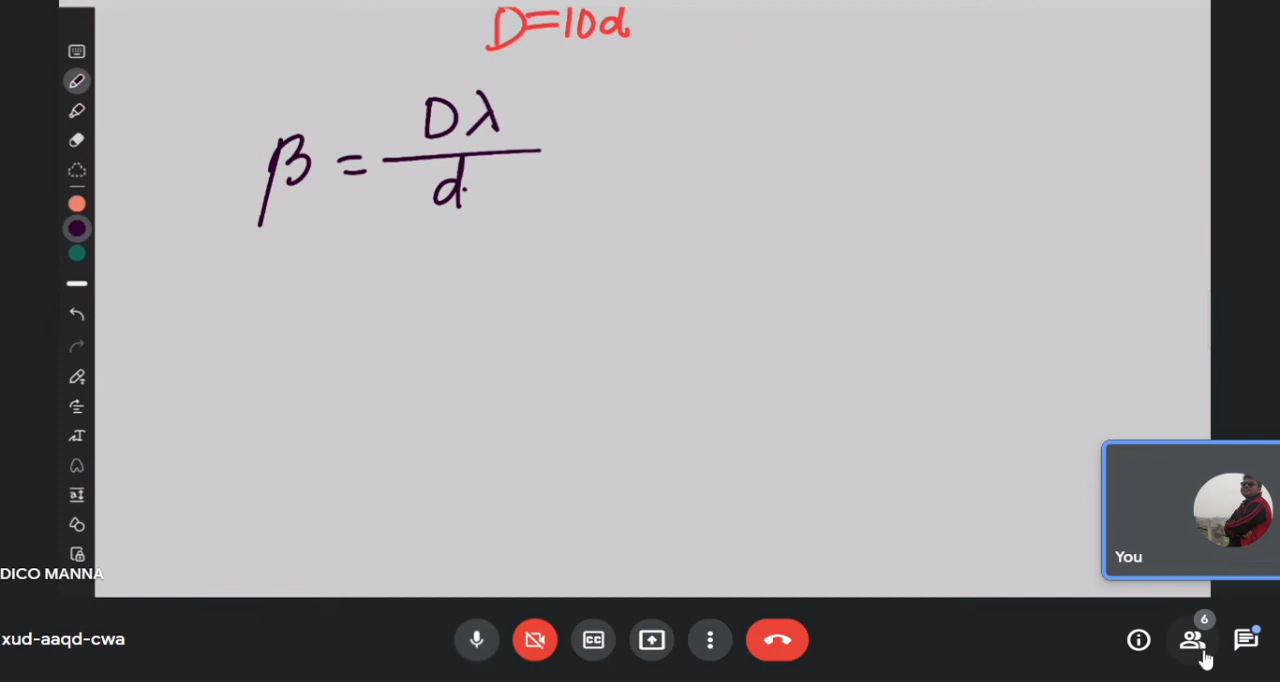 D=10d
β = Dλ
d
You
DICO MANNA
6
xud-aaqd-cwa